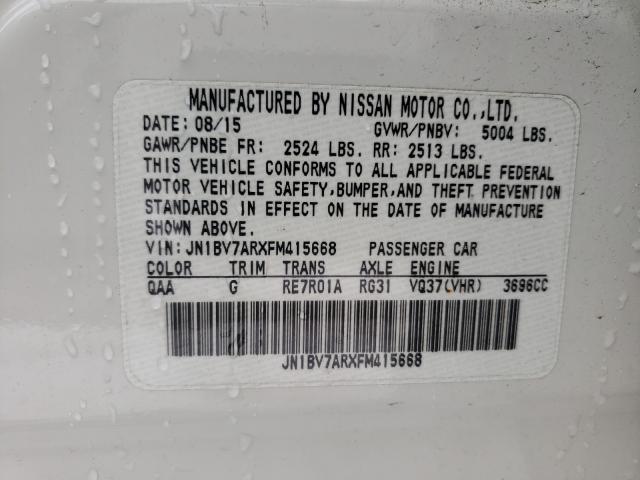 MANUFACTURED BY NISSAN MOTOR CO.,LTD.
DATE: 08/15 GVWR/PNBV: 5004 LBS.
GAWR/PNBE FR: 2524 LBS. RR: 2513 LBS.
THIS VEHICLE CONFORMS TO ALL APPLICABLE FEDERAL
MOTOR VEHICLE SAFETY,BUMPER,AND THEFT PREVENTION
STANDARDS IN EFFECT ON THE DATE OF MANUFACTURE
SHOWN ABOVE.
VIN:JN1BV7ARXFM415668 PASSENGER CAR
COLOR TRIM TRANS AXLE ENGINE
QAA G RE7R01A RG31 VQ37(VHR) 3696CC
JN1BV7ARXFM415668